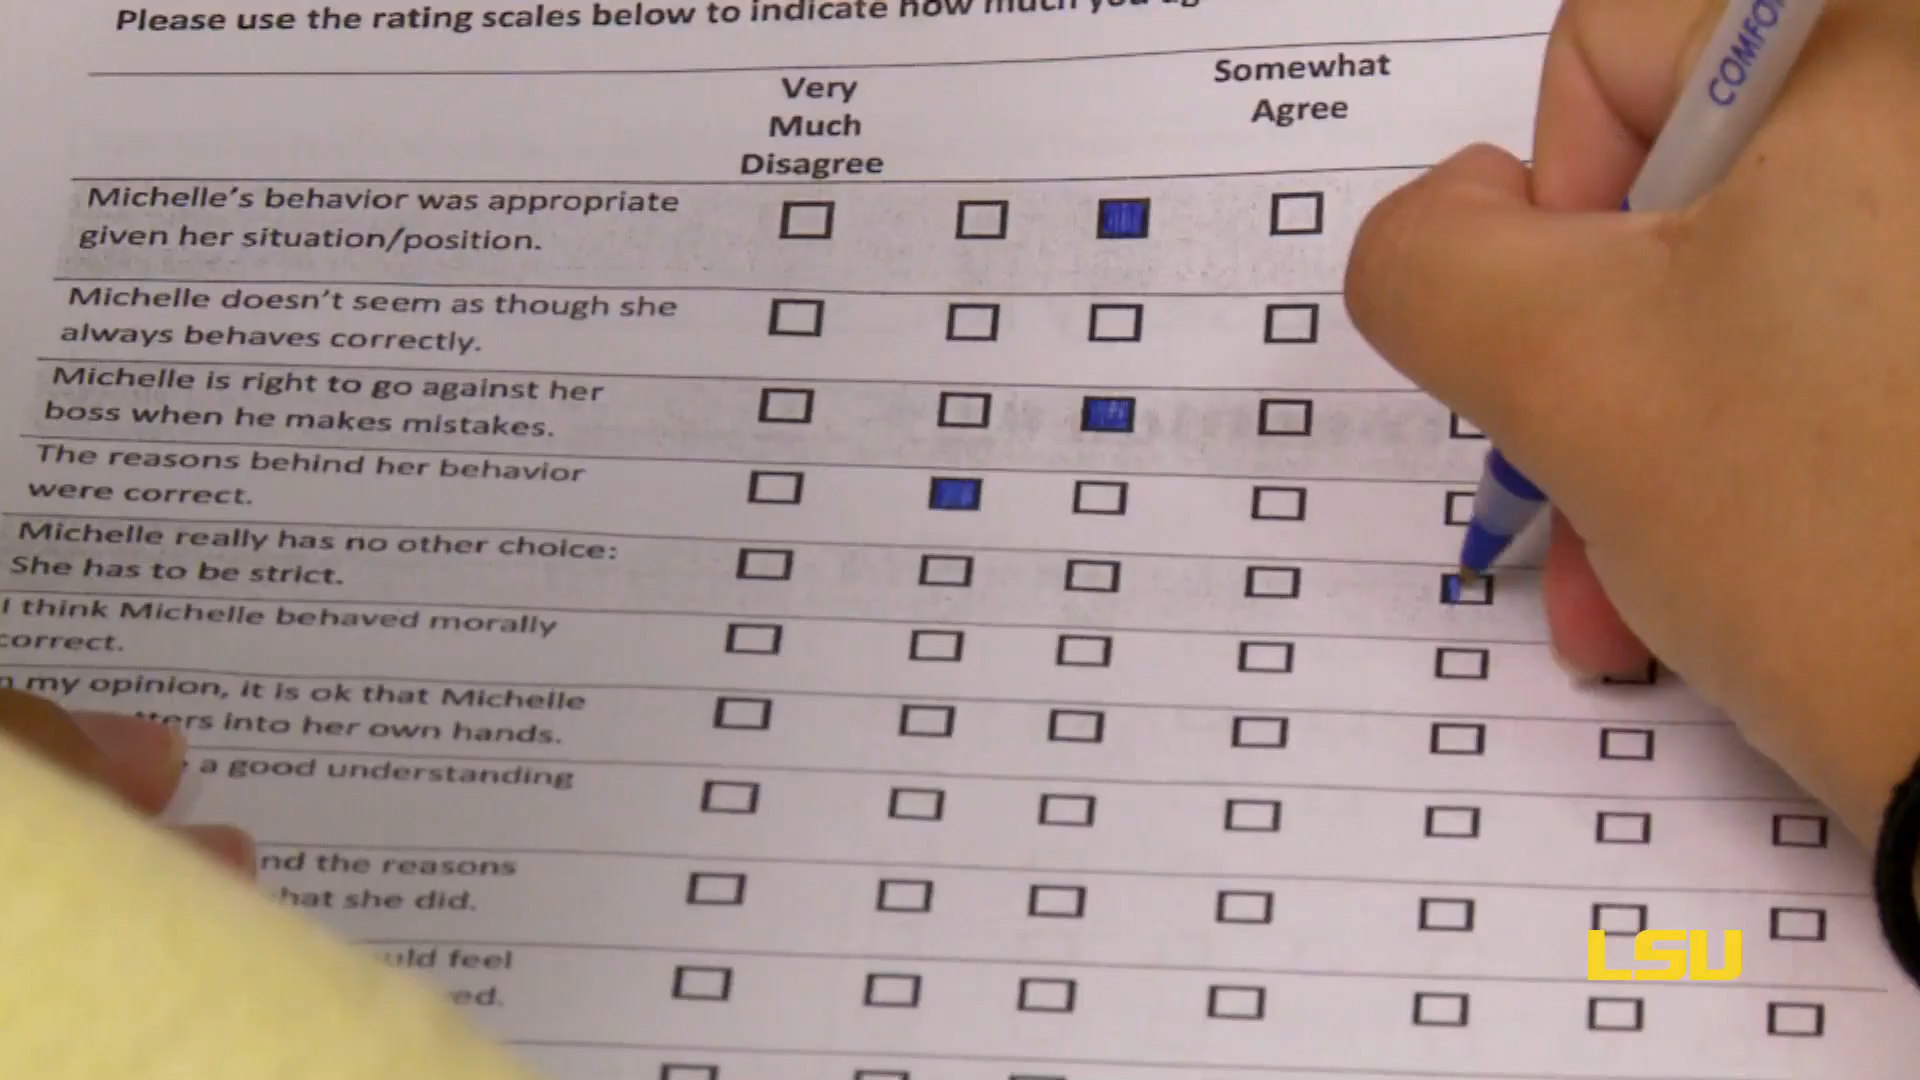 Please use the rating scales below to indicate how much you
Very
Much
Disagree
Somewhat
Agree
COMFO
Michelle's behavior was appropriate
given her situation/position.
Michelle doesn't seem as though she
always behaves correctly.
Michelle is right to go against her
boss when he makes mistakes.
The reasons behind her behavior
were correct.
Michelle really has no other choice:
She has to be strict.
I think Michelle behaved morally
correct.
my opinion, it is ok that Michelle
into her own hands.
a good understanding
the reasons
she did.
feel
LSU